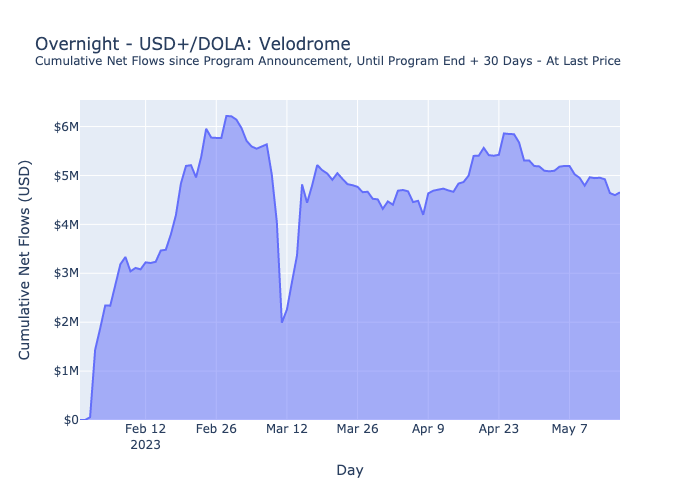 Overnight - USD+/DOLA: Velodrome
Cumulative Net Flows since Program Announcement, Until Program End + 30 Days - At Last Price
Cumulative Net Flows (USD)
$6M
$5M
$4M
$3M
$2M
$1M
$0
Feb 12 Feb 26 Mar 12 Mar 26 Apr 9 Apr 23 May 7
2023
Day